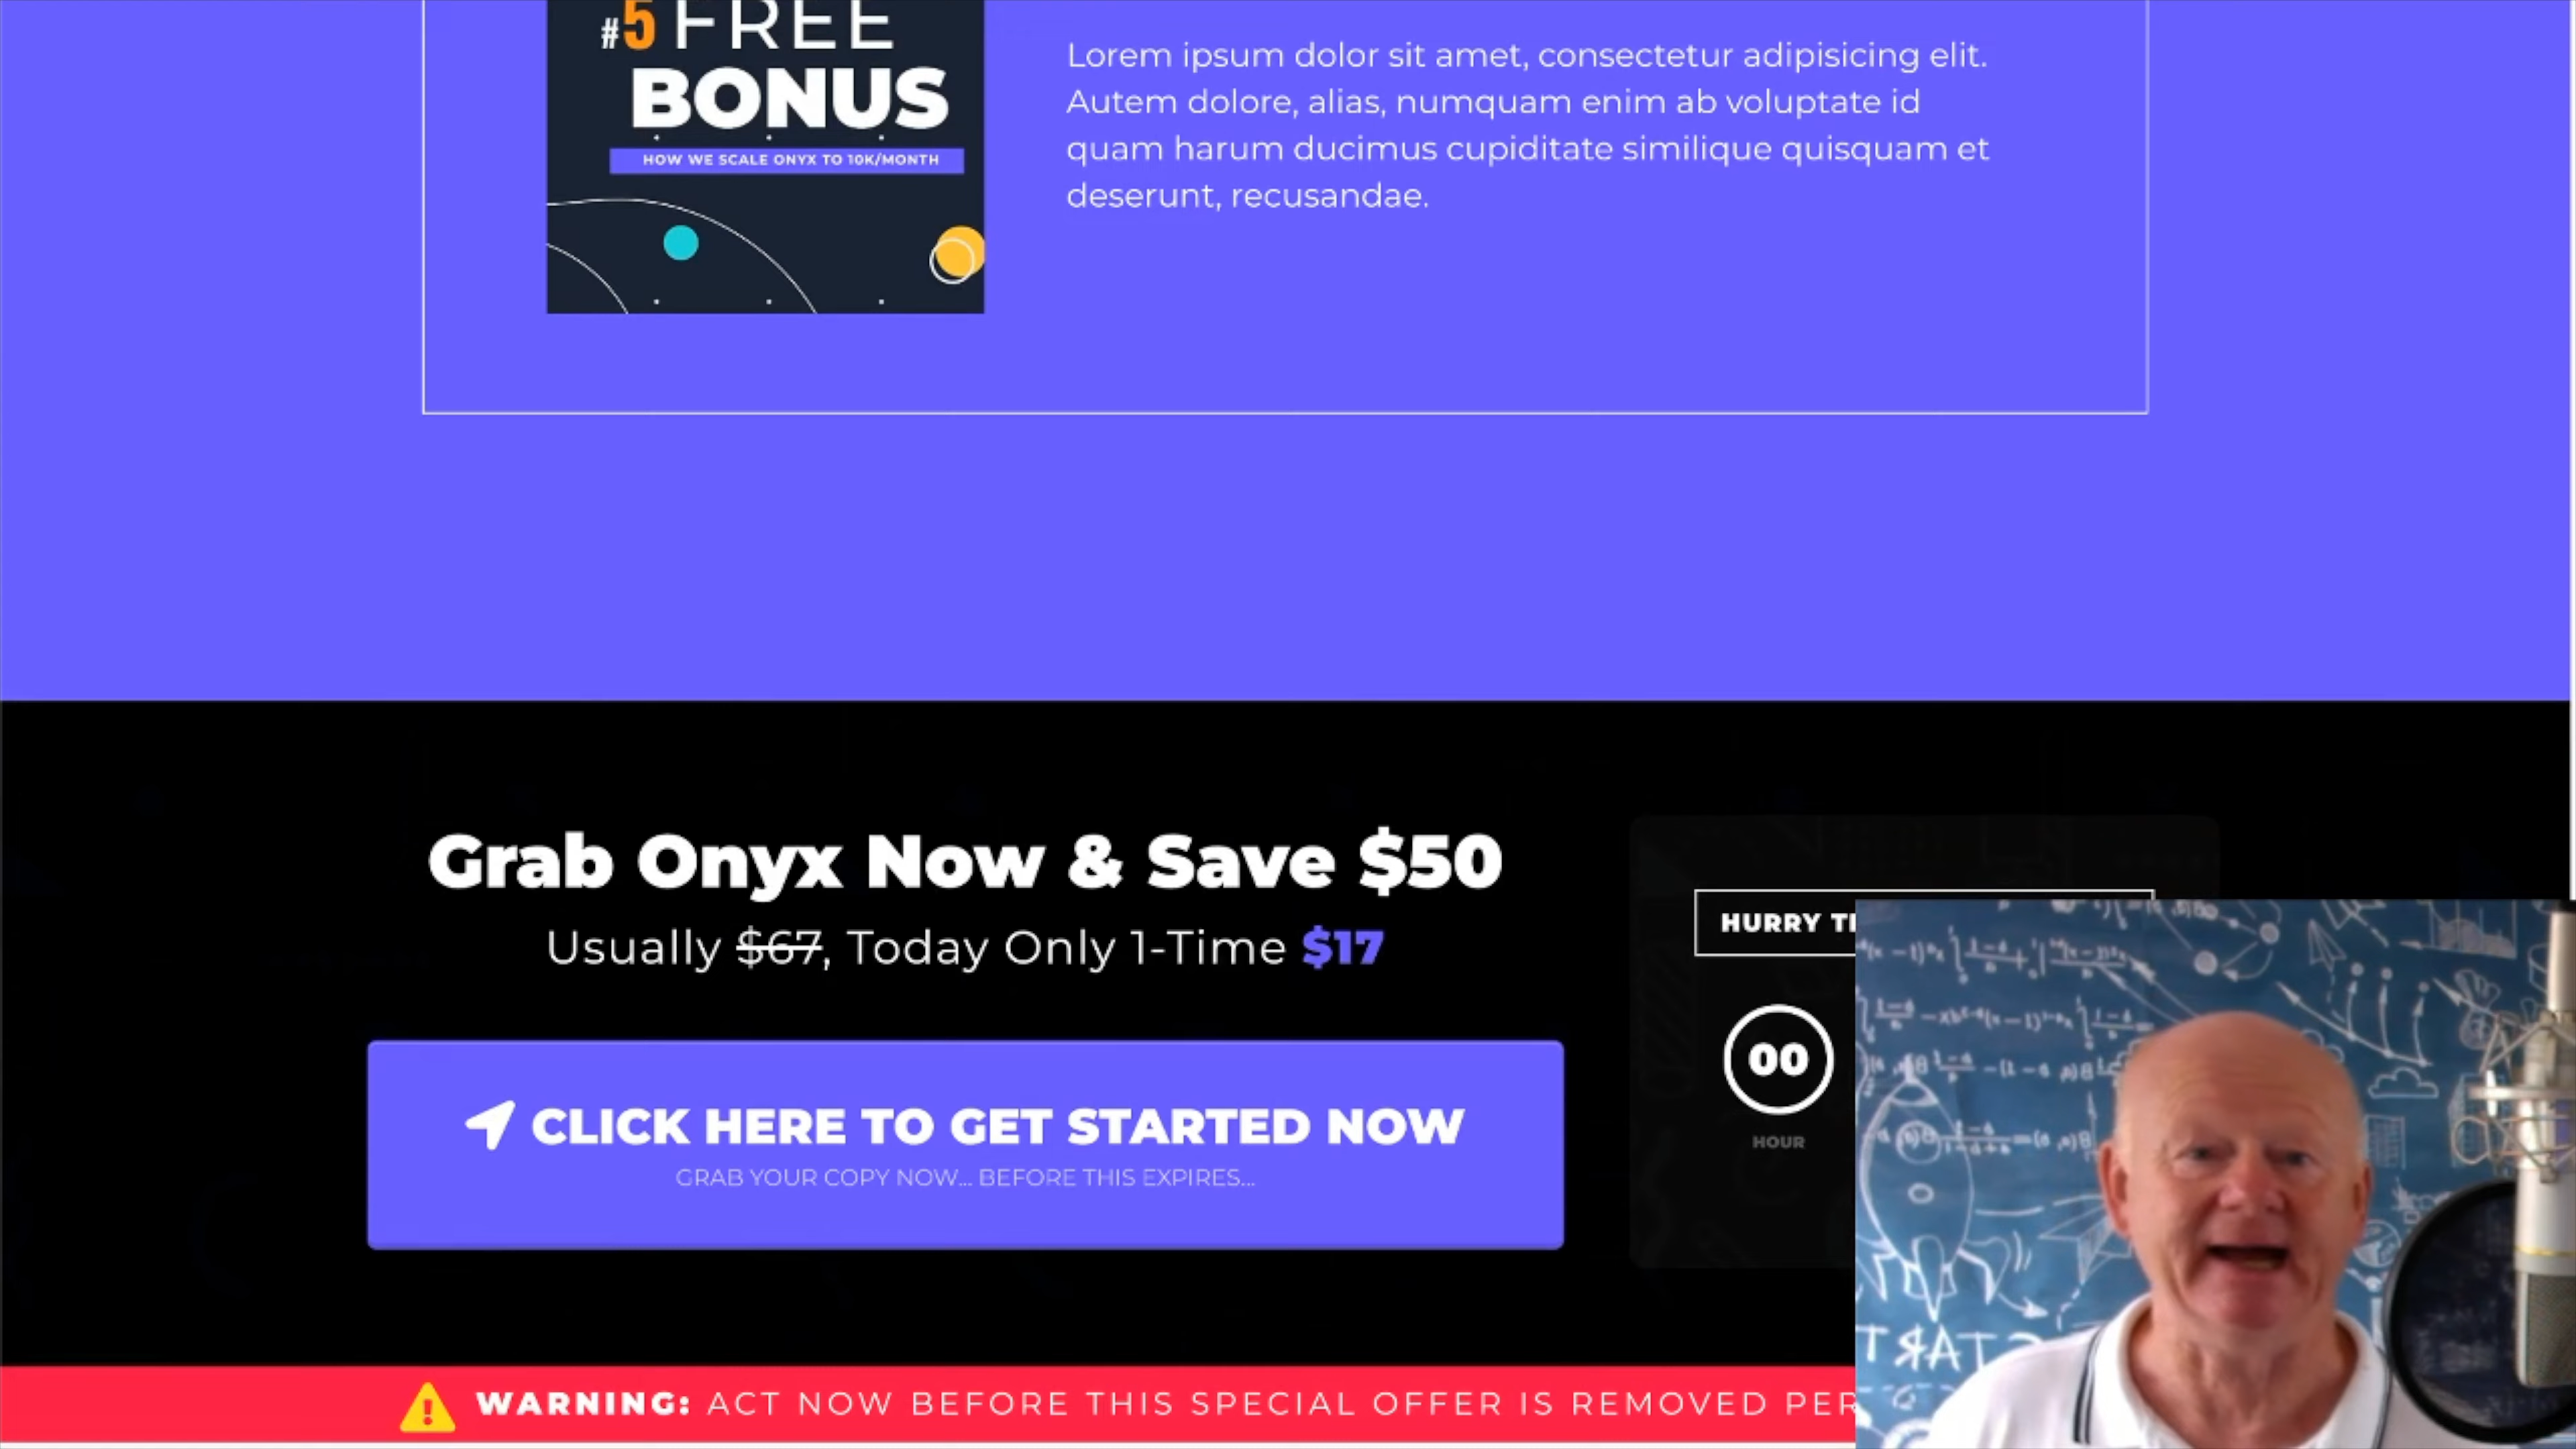 #5 FREE
BONUS
HOW WE SCALE ONYX TO 10K/MONTH
Lorem ipsum dolor sit amet, consectetur adipisicing elit.
Autem dolore, alias, numquam enim ab voluptate id
quam harum ducimus cupiditate similique quisquam et
deserunt, recusandae.
Grab Onyx Now & Save $50
Usually $67, Today Only 1-Time $17
CLICK HERE TO GET STARTED NOW
GRAB YOUR COPY NOW... BEFORE THIS EXPIRES...
HURRY
00
HOUR
WARNING: ACT NOW BEFORE THIS SPECIAL OFFER IS REMOVED